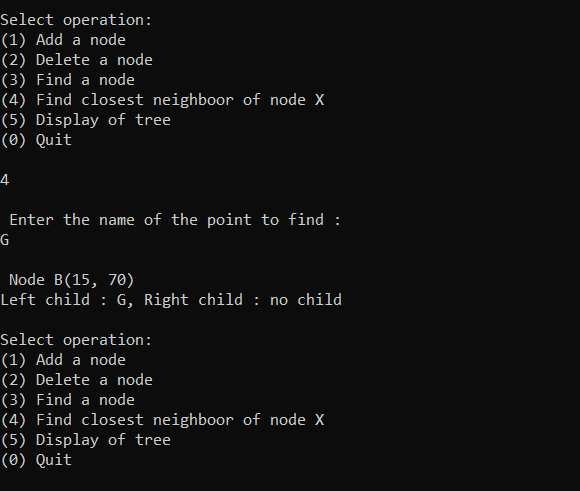 Select operation:
(1) Add a node
(2) Delete a node
(3) Find a node
(4) Find closest neighboor of node X
(5) Display of tree
(0) Quit
4
Enter the name of the point to find :
G
Node B(15, 70)
Left child : G, Right child : no child
Select operation:
(1) Add a node
(2) Delete a node
(3) Find a node
(4) Find closest neighboor of node X
(5) Display of tree
(0) Quit